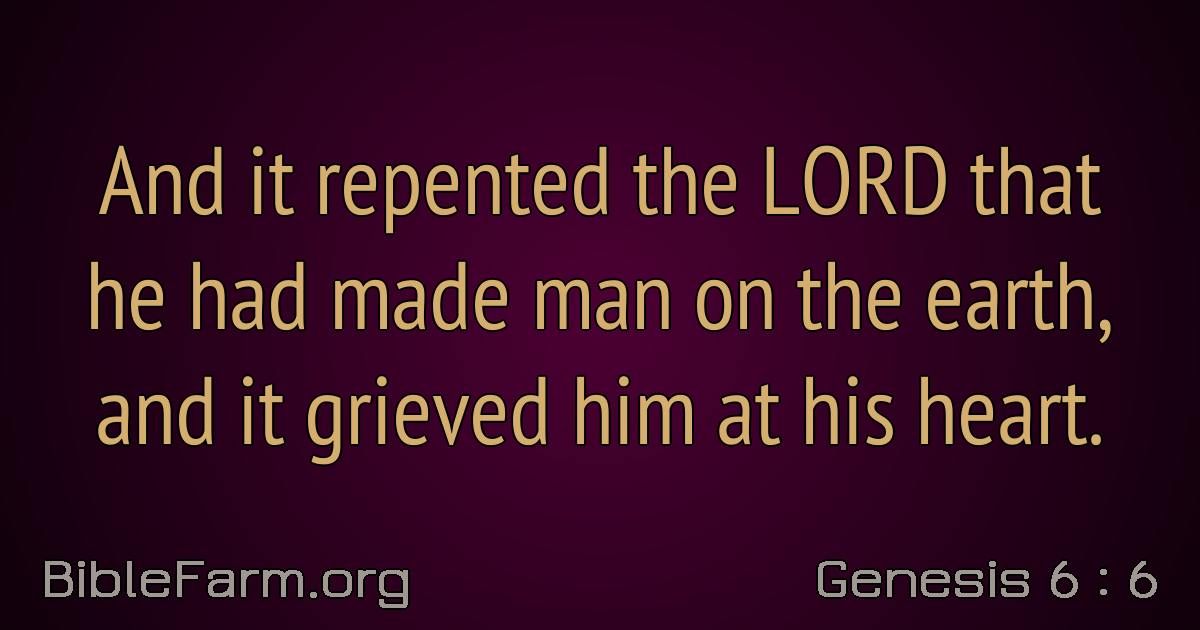 And it repented the LORD that
he had made man on the earth,
and it grieved him at his heart.
BibleFarm.org
Genesis 6 : 6